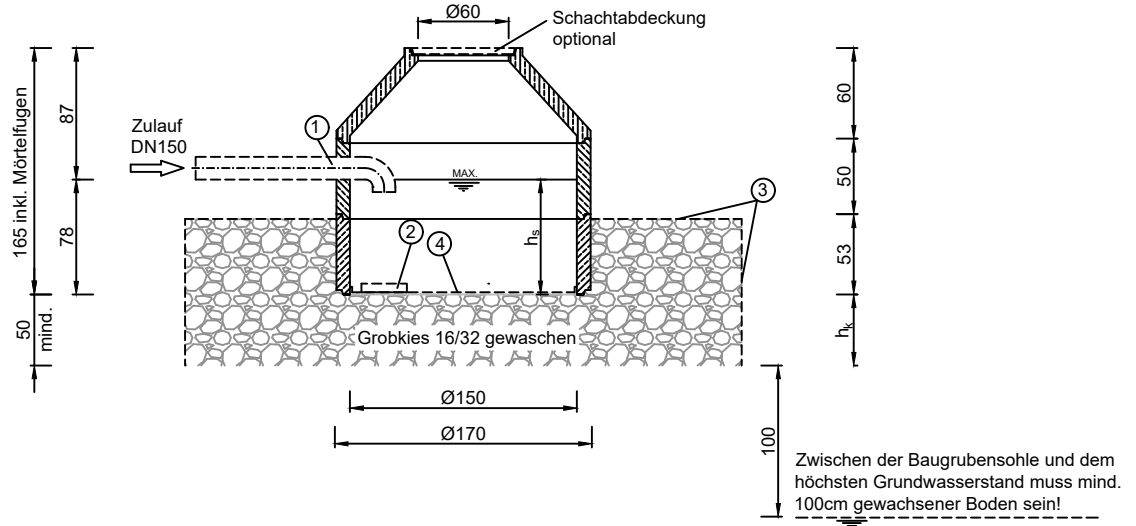 Ø60
Schachtabdeckung
optional
165 inkl. Mörtelfugen
87
60
Zulauf
DN150
1
MAX.
50
3
78
hs
2
4
53
50
mind.
Grobkies 16/32 gewaschen
hk
Ø150
Ø170
100
Zwischen der Baugrubensohle und dem
höchsten Grundwasserstand muss mind.
100cm gewachsener Boden sein!